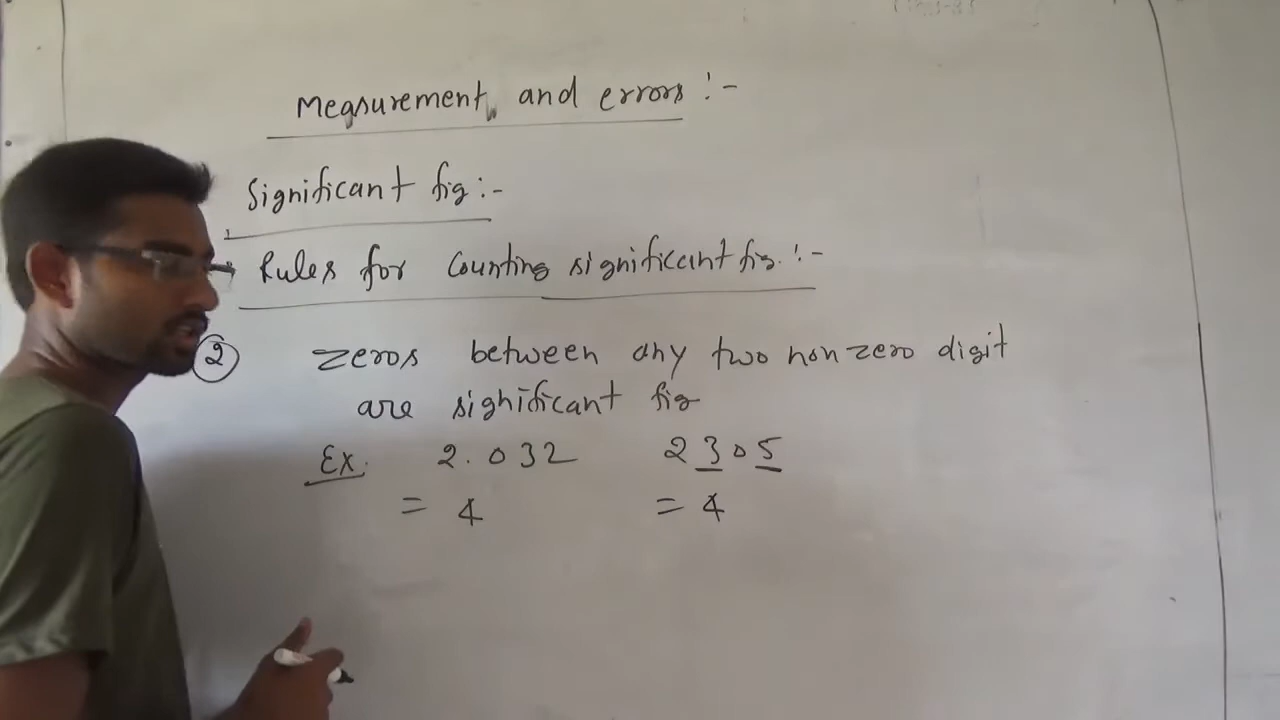 Measurement and errors :-
Significant fig :-
Rules for counting significant fig. :-
2 zeros between any two non zero digit
are significant fig
Ex. 2.032 2305
= 4 = 4